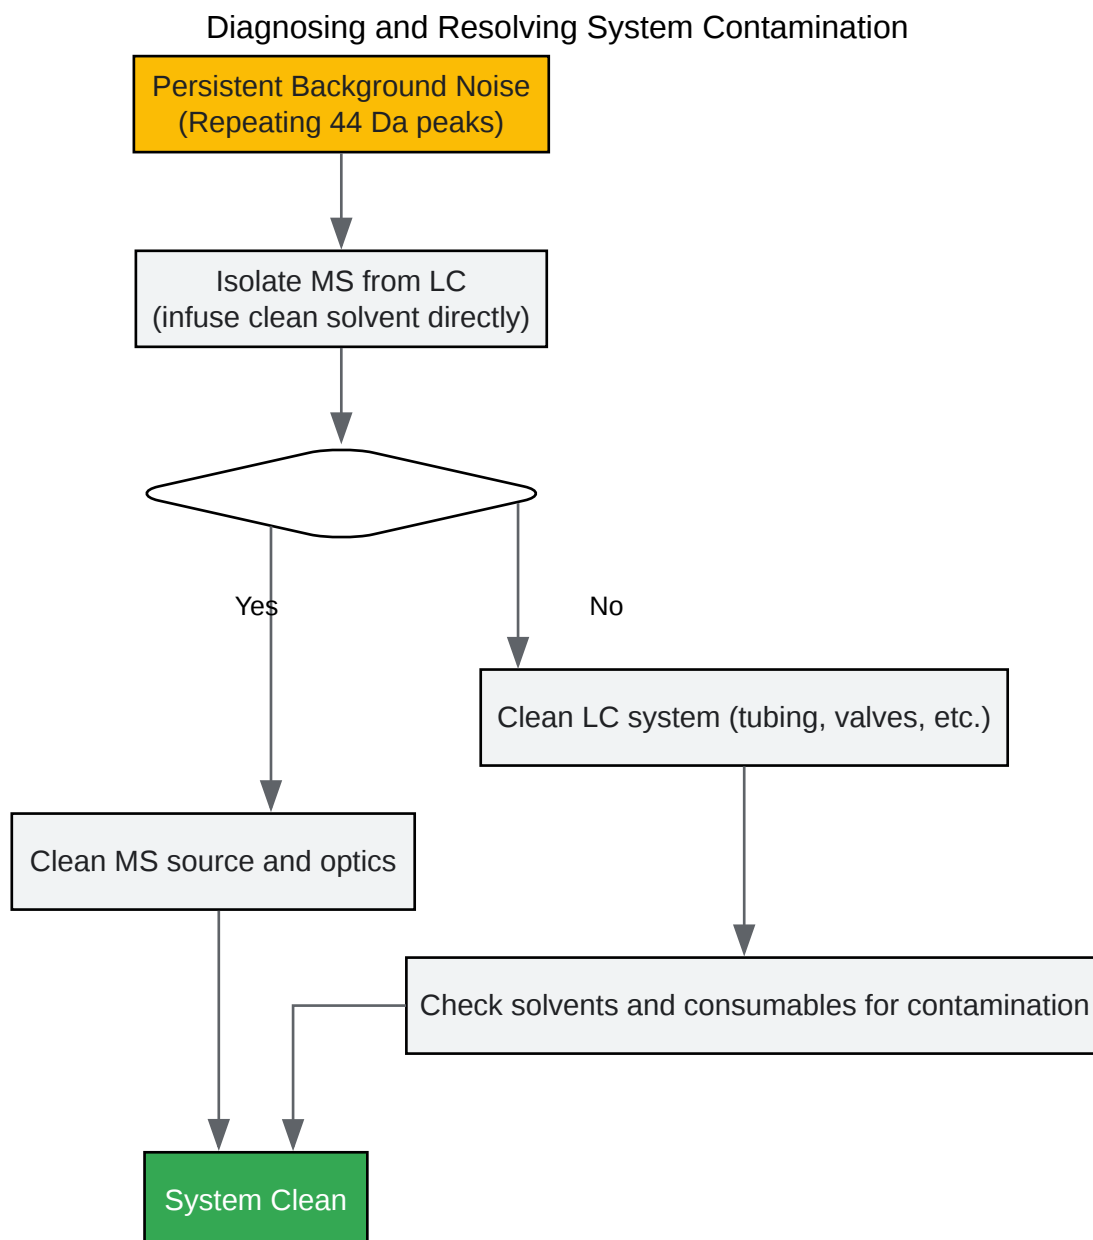 Diagnosing and Resolving System Contamination
Persistent Background Noise
(Repeating 44 Da peaks)
Isolate MS from LC
(infuse clean solvent directly)
Yes
No
Clean LC system (tubing, valves, etc.)
Clean MS source and optics
Check solvents and consumables for contamination
System Clean